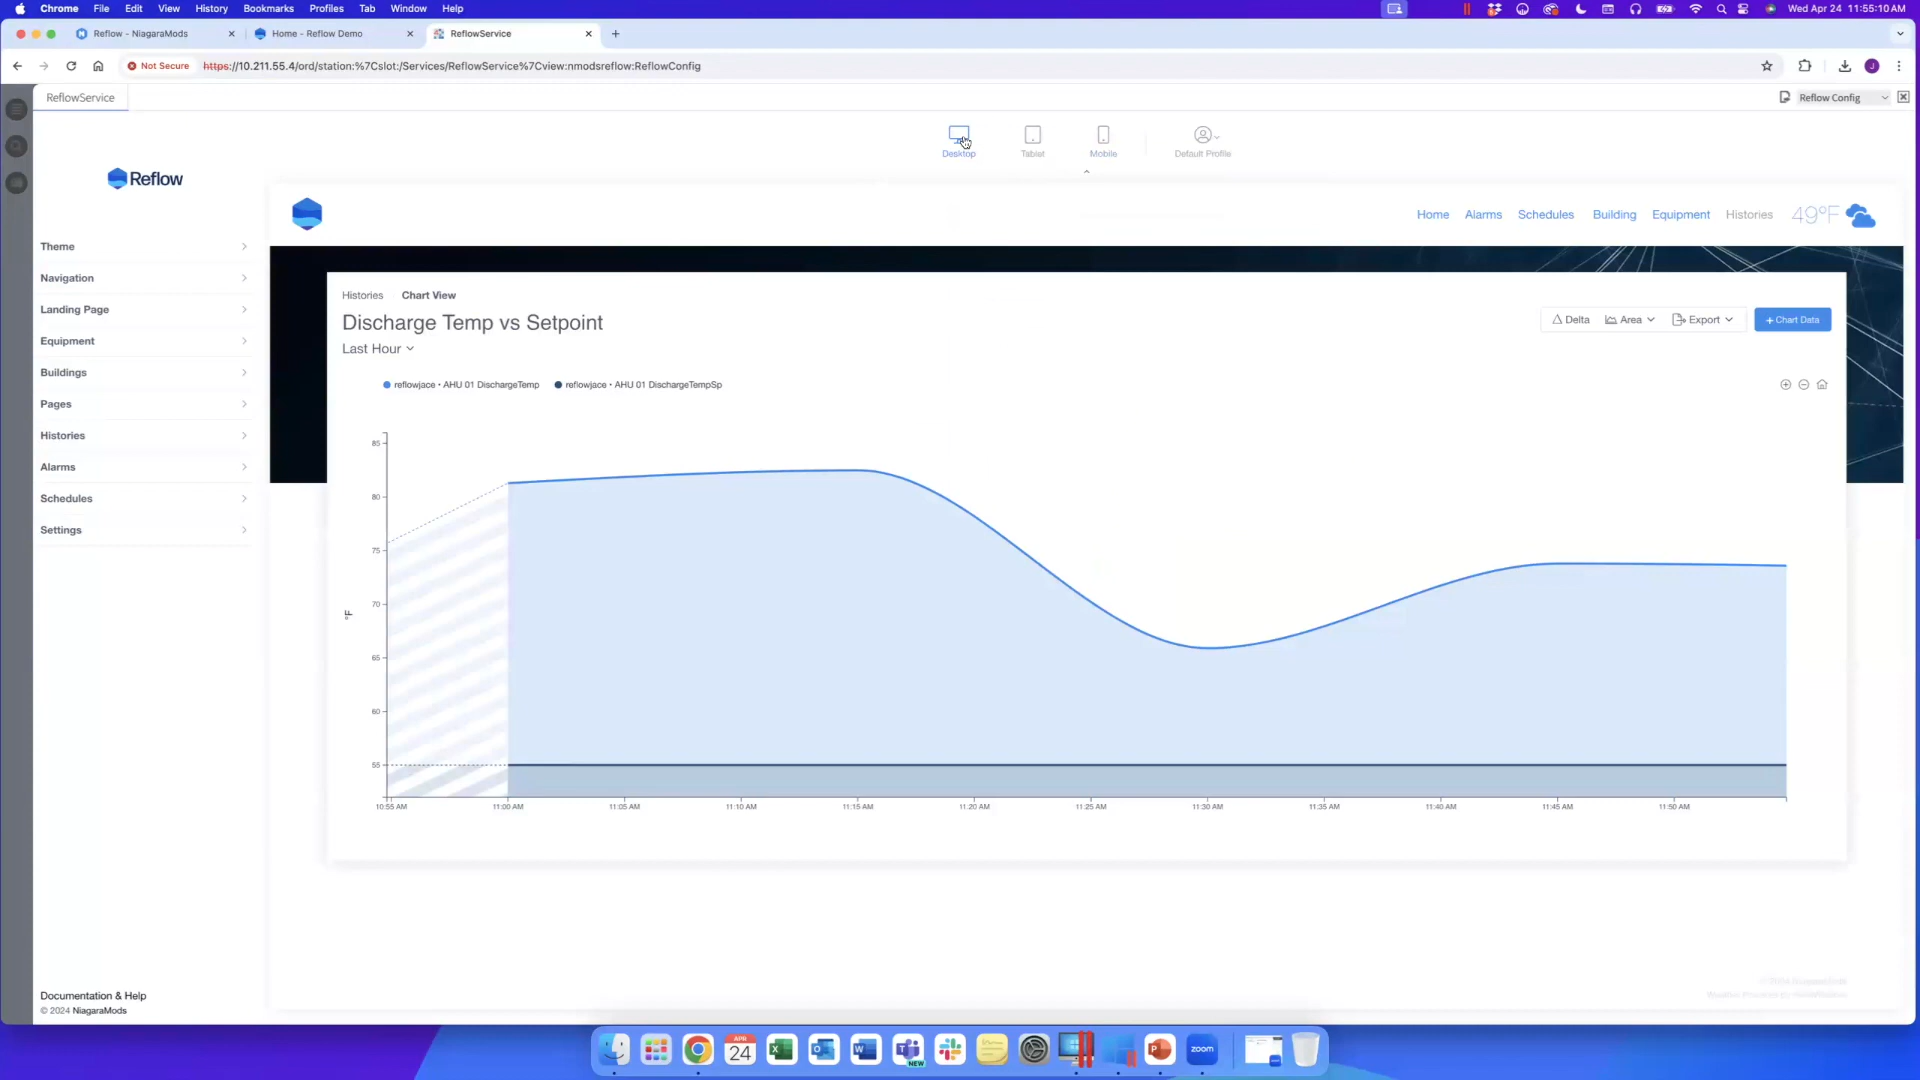 Chrome File Edit View History Bookmarks Profiles Tab Window Help Wed Apr 24 11:55:10 AM
Reflow - NiagaraMods Home - Reflow Demo ReflowService
Not Secure https://10.211.55.4/ord/station:%7Cslot:/Services/ReflowService%7Cview:nmodsreflow:ReflowConfig
ReflowService Reflow Config
Desktop Tablet Mobile Default Profile
Reflow
Theme
Navigation
Landing Page
Equipment
Buildings
Pages
Histories
Alarms
Schedules
Settings
Documentation & Help
© 2024 NiagaraMods
Home Alarms Schedules Building Equipment Histories 49°F
Histories Chart View
Discharge Temp vs Setpoint
Last Hour
Delta Area Export + Chart Data
reflowjace • AHU 01 DischargeTemp reflowjace • AHU 01 DischargeTempSp
85
80
75
70
65
60
55
°F
10:55 AM 11:00 AM 11:05 AM 11:10 AM 11:15 AM 11:20 AM 11:25 AM 11:30 AM 11:35 AM 11:40 AM 11:45 AM 11:50 AM
APR
24
NEW
zoom